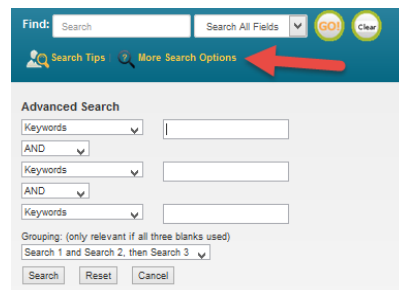 Find: Search Search All Fields GO! Clear
Search Tips | More Search Options
Advanced Search
Keywords
AND
Keywords
AND
Keywords
Grouping: (only relevant if all three blanks used)
Search 1 and Search 2, then Search 3
Search Reset Cancel